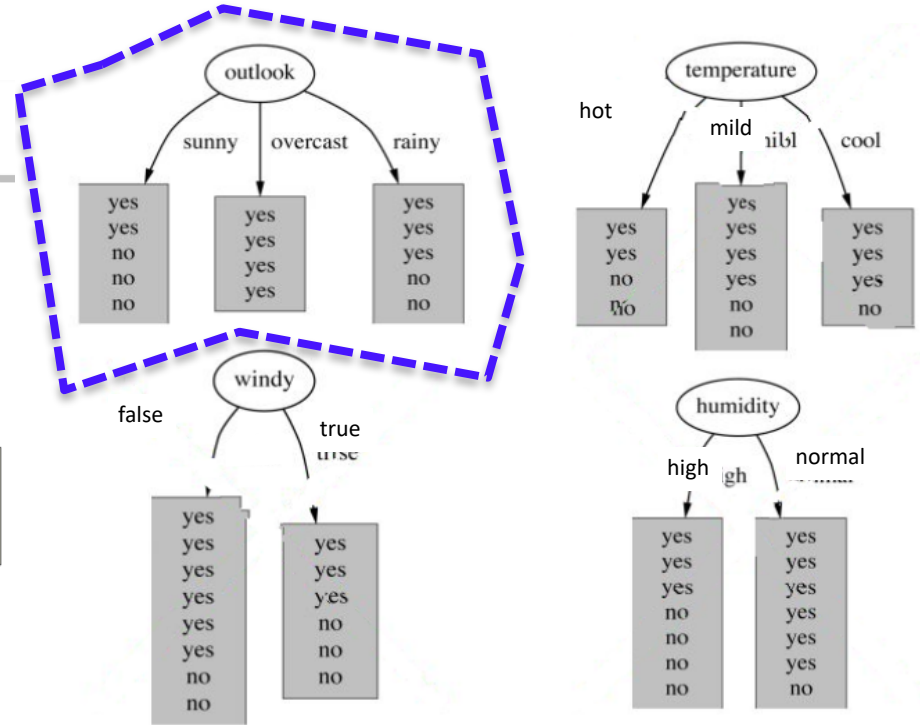 outlook
sunny overcast rainy
yes
yes
no
no
no
yes
yes
yes
yes
yes
yes
yes
no
no
temperature
hot
mild
cool
yes
yes
no
no
yes
yes
yes
yes
no
no
yes
yes
yes
no
windy
false
true
yes
yes
yes
yes
yes
yes
no
no
yes
yes
yes
no
no
no
humidity
high
normal
yes
yes
yes
no
no
no
no
yes
yes
yes
yes
yes
yes
no